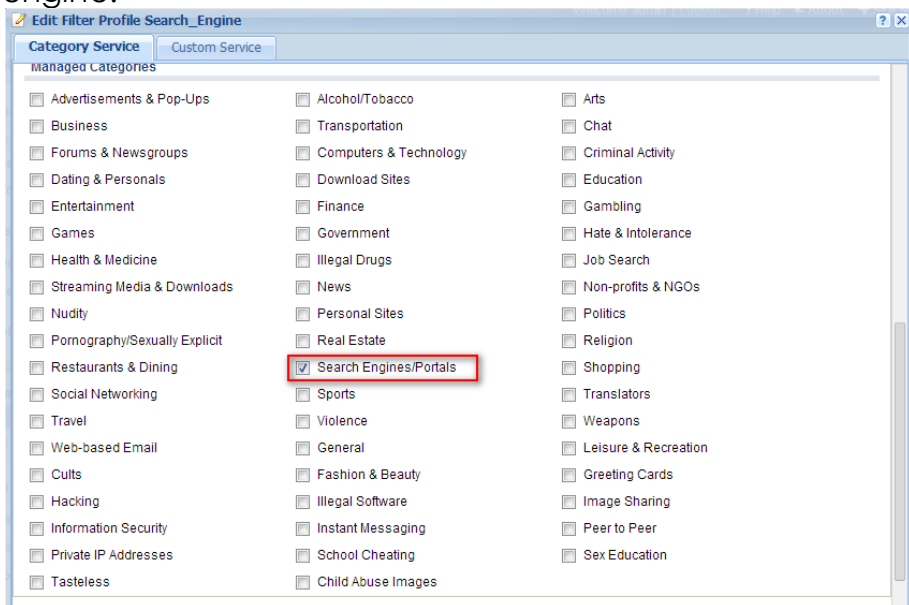 engine.
Edit Filter Profile Search_Engine
Category Service Custom Service
Managed Categories
Advertisements & Pop-Ups Alcohol/Tobacco Arts
Business Transportation Chat
Forums & Newsgroups Computers & Technology Criminal Activity
Dating & Personals Download Sites Education
Entertainment Finance Gambling
Games Government Hate & Intolerance
Health & Medicine Illegal Drugs Job Search
Streaming Media & Downloads News Non-profits & NGOs
Nudity Personal Sites Politics
Pornography/Sexually Explicit Real Estate Religion
Restaurants & Dining Search Engines/Portals Shopping
Social Networking Sports Translators
Travel Violence Weapons
Web-based Email General Leisure & Recreation
Cults Fashion & Beauty Greeting Cards
Hacking Illegal Software Image Sharing
Information Security Instant Messaging Peer to Peer
Private IP Addresses School Cheating Sex Education
Tasteless Child Abuse Images